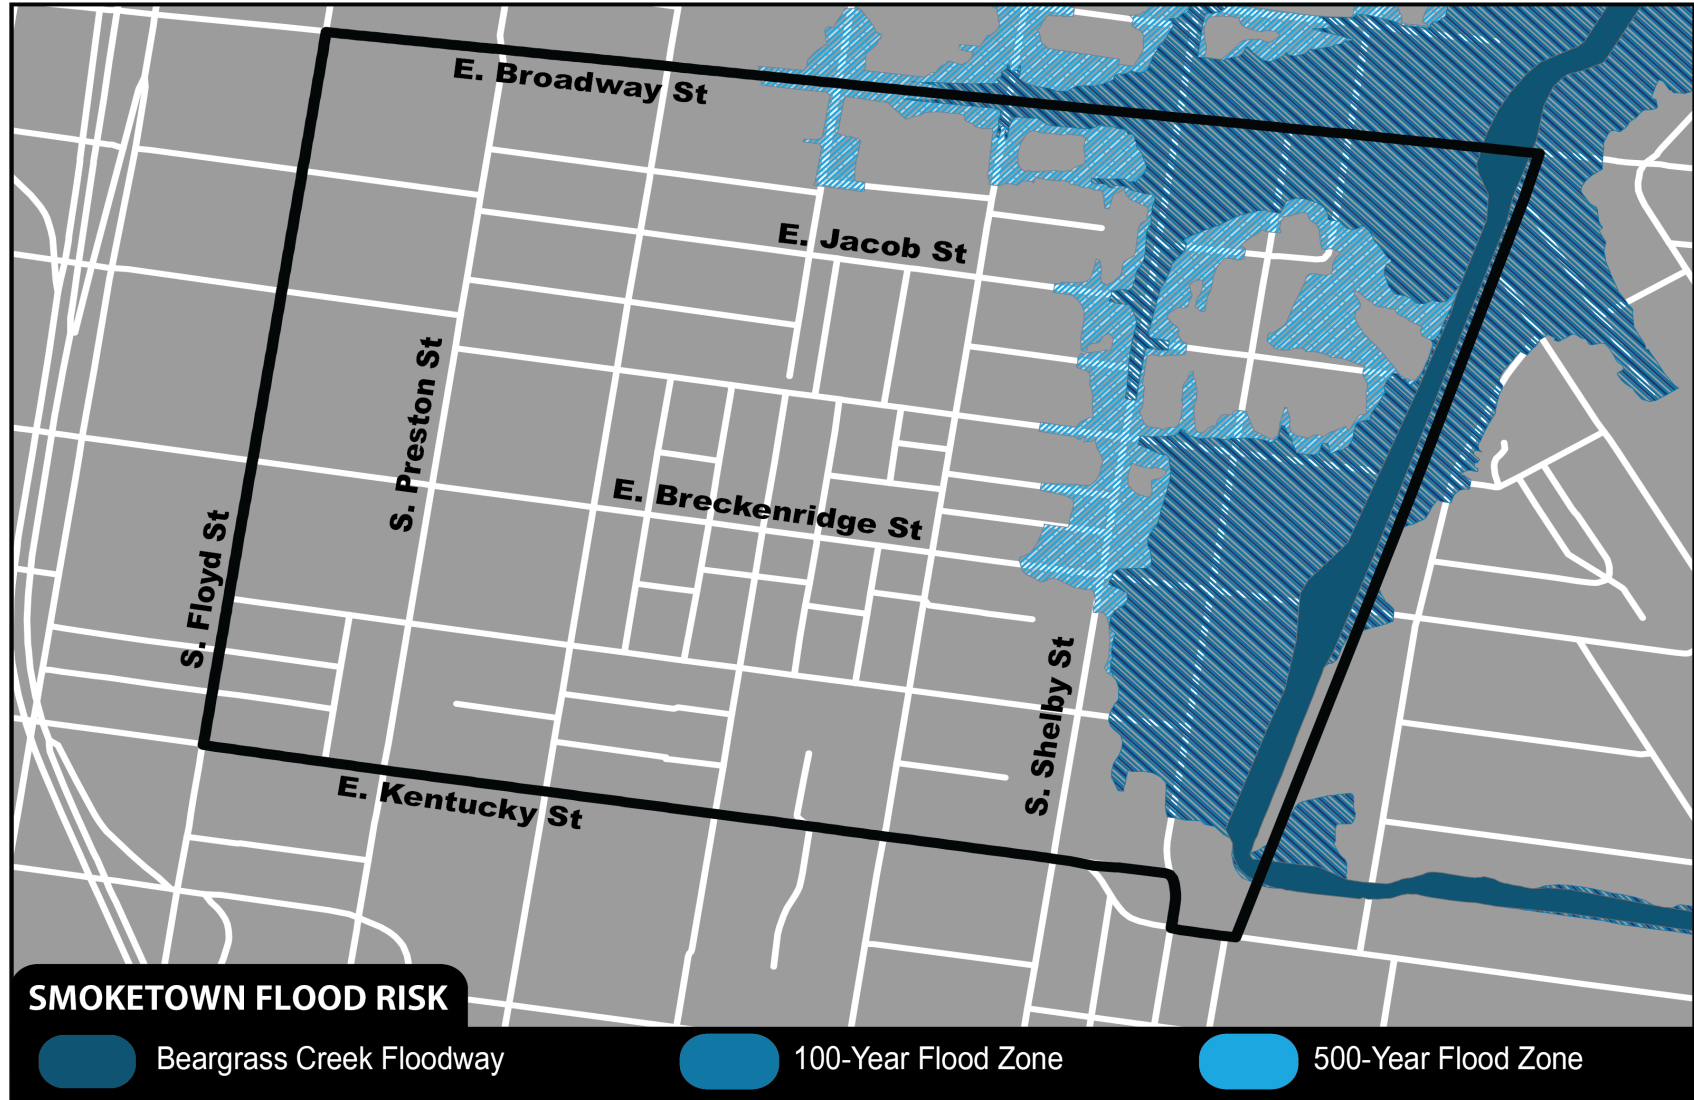 E. Broadway St
E. Jacob St
S. Preston St
E. Breckenridge St
S. Floyd St
S. Shelby St
E. Kentucky St
SMOKETOWN FLOOD RISK
Beargrass Creek Floodway
100-Year Flood Zone
500-Year Flood Zone